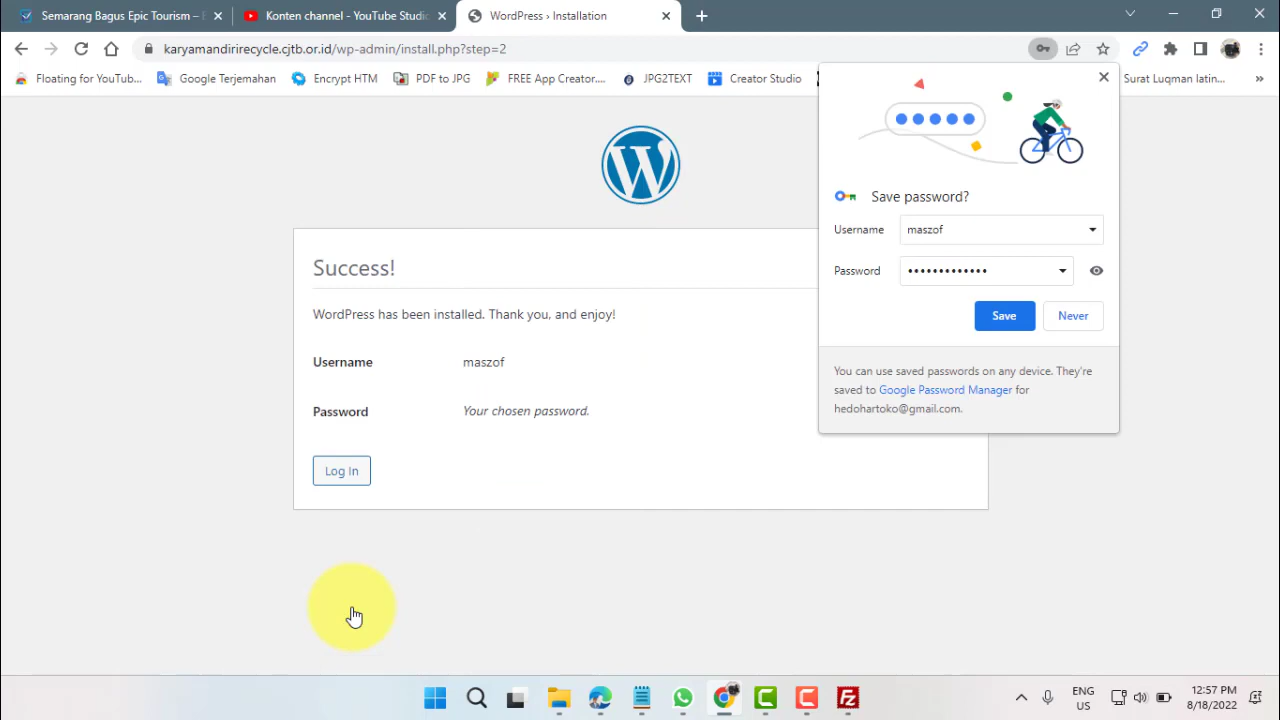 Semarang Bagus Epic Tourism –
Konten channel - YouTube Studio
WordPress › Installation
karyamandirirecycle.cjtb.or.id/wp-admin/install.php?step=2
Floating for YouTub...
Google Terjemahan
Encrypt HTM
PDF to JPG
FREE App Creator....
JPG2TEXT
Creator Studio
Surat Luqman latin...
»
Save password?
Username
maszof
Password
•••••••••••••
Save
Never
You can use saved passwords on any device. They're
saved to Google Password Manager for
hedohartoko@gmail.com.
Success!
WordPress has been installed. Thank you, and enjoy!
Username maszof
Password Your chosen password.
Log In
ENG
US
12:57 PM
8/18/2022